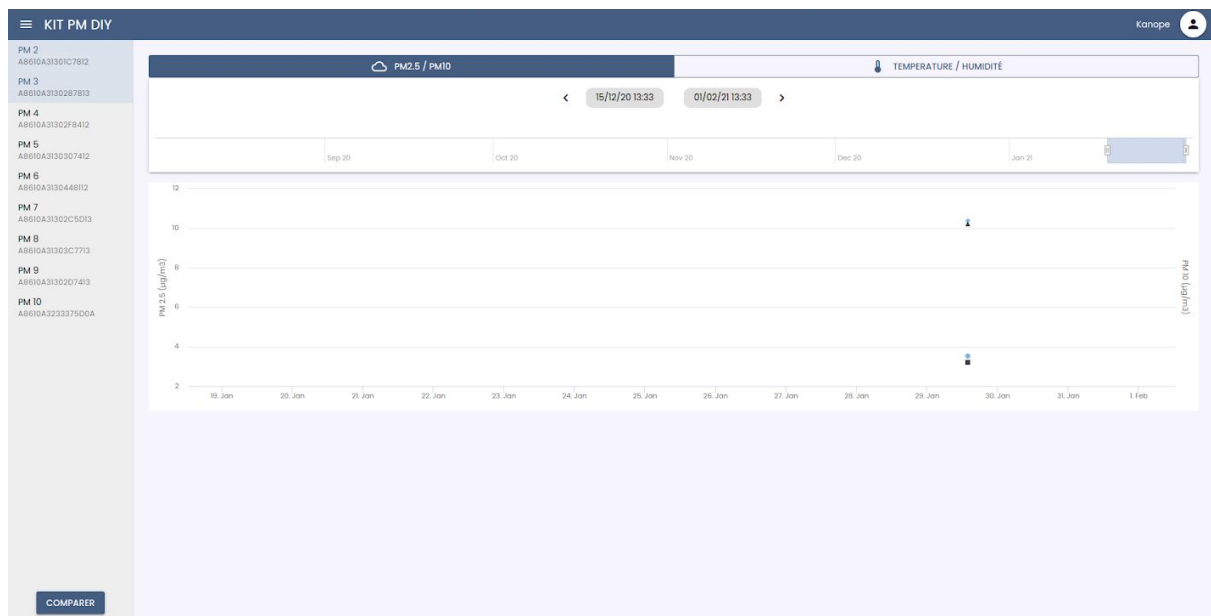 KIT PM DIY
Kanope
PM 2
A8610A31301C7812
PM 3
A8610A3130287813
PM 4
A8610A31302F8412
PM 5
A8610A3130307412
PM 6
A8610A3130448112
PM 7
A8610A31302C5D13
PM 8
A8610A31303C7713
PM 9
A8610A31302D7413
PM 10
A8610A3233375D0A
COMPARER
PM2.5 / PM10
TEMPERATURE / HUMIDITÉ
15/12/20 13:33
01/02/21 13:33
Sep 20
Oct 20
Nov 20
Dec 20
Jan 21
PM 2.5 (µg/m3)
12
10
8
6
4
2
PM 10 (µg/m3)
19. Jan
20. Jan
21. Jan
22. Jan
23. Jan
24. Jan
25. Jan
26. Jan
27. Jan
28. Jan
29. Jan
30. Jan
31. Jan
1. Feb